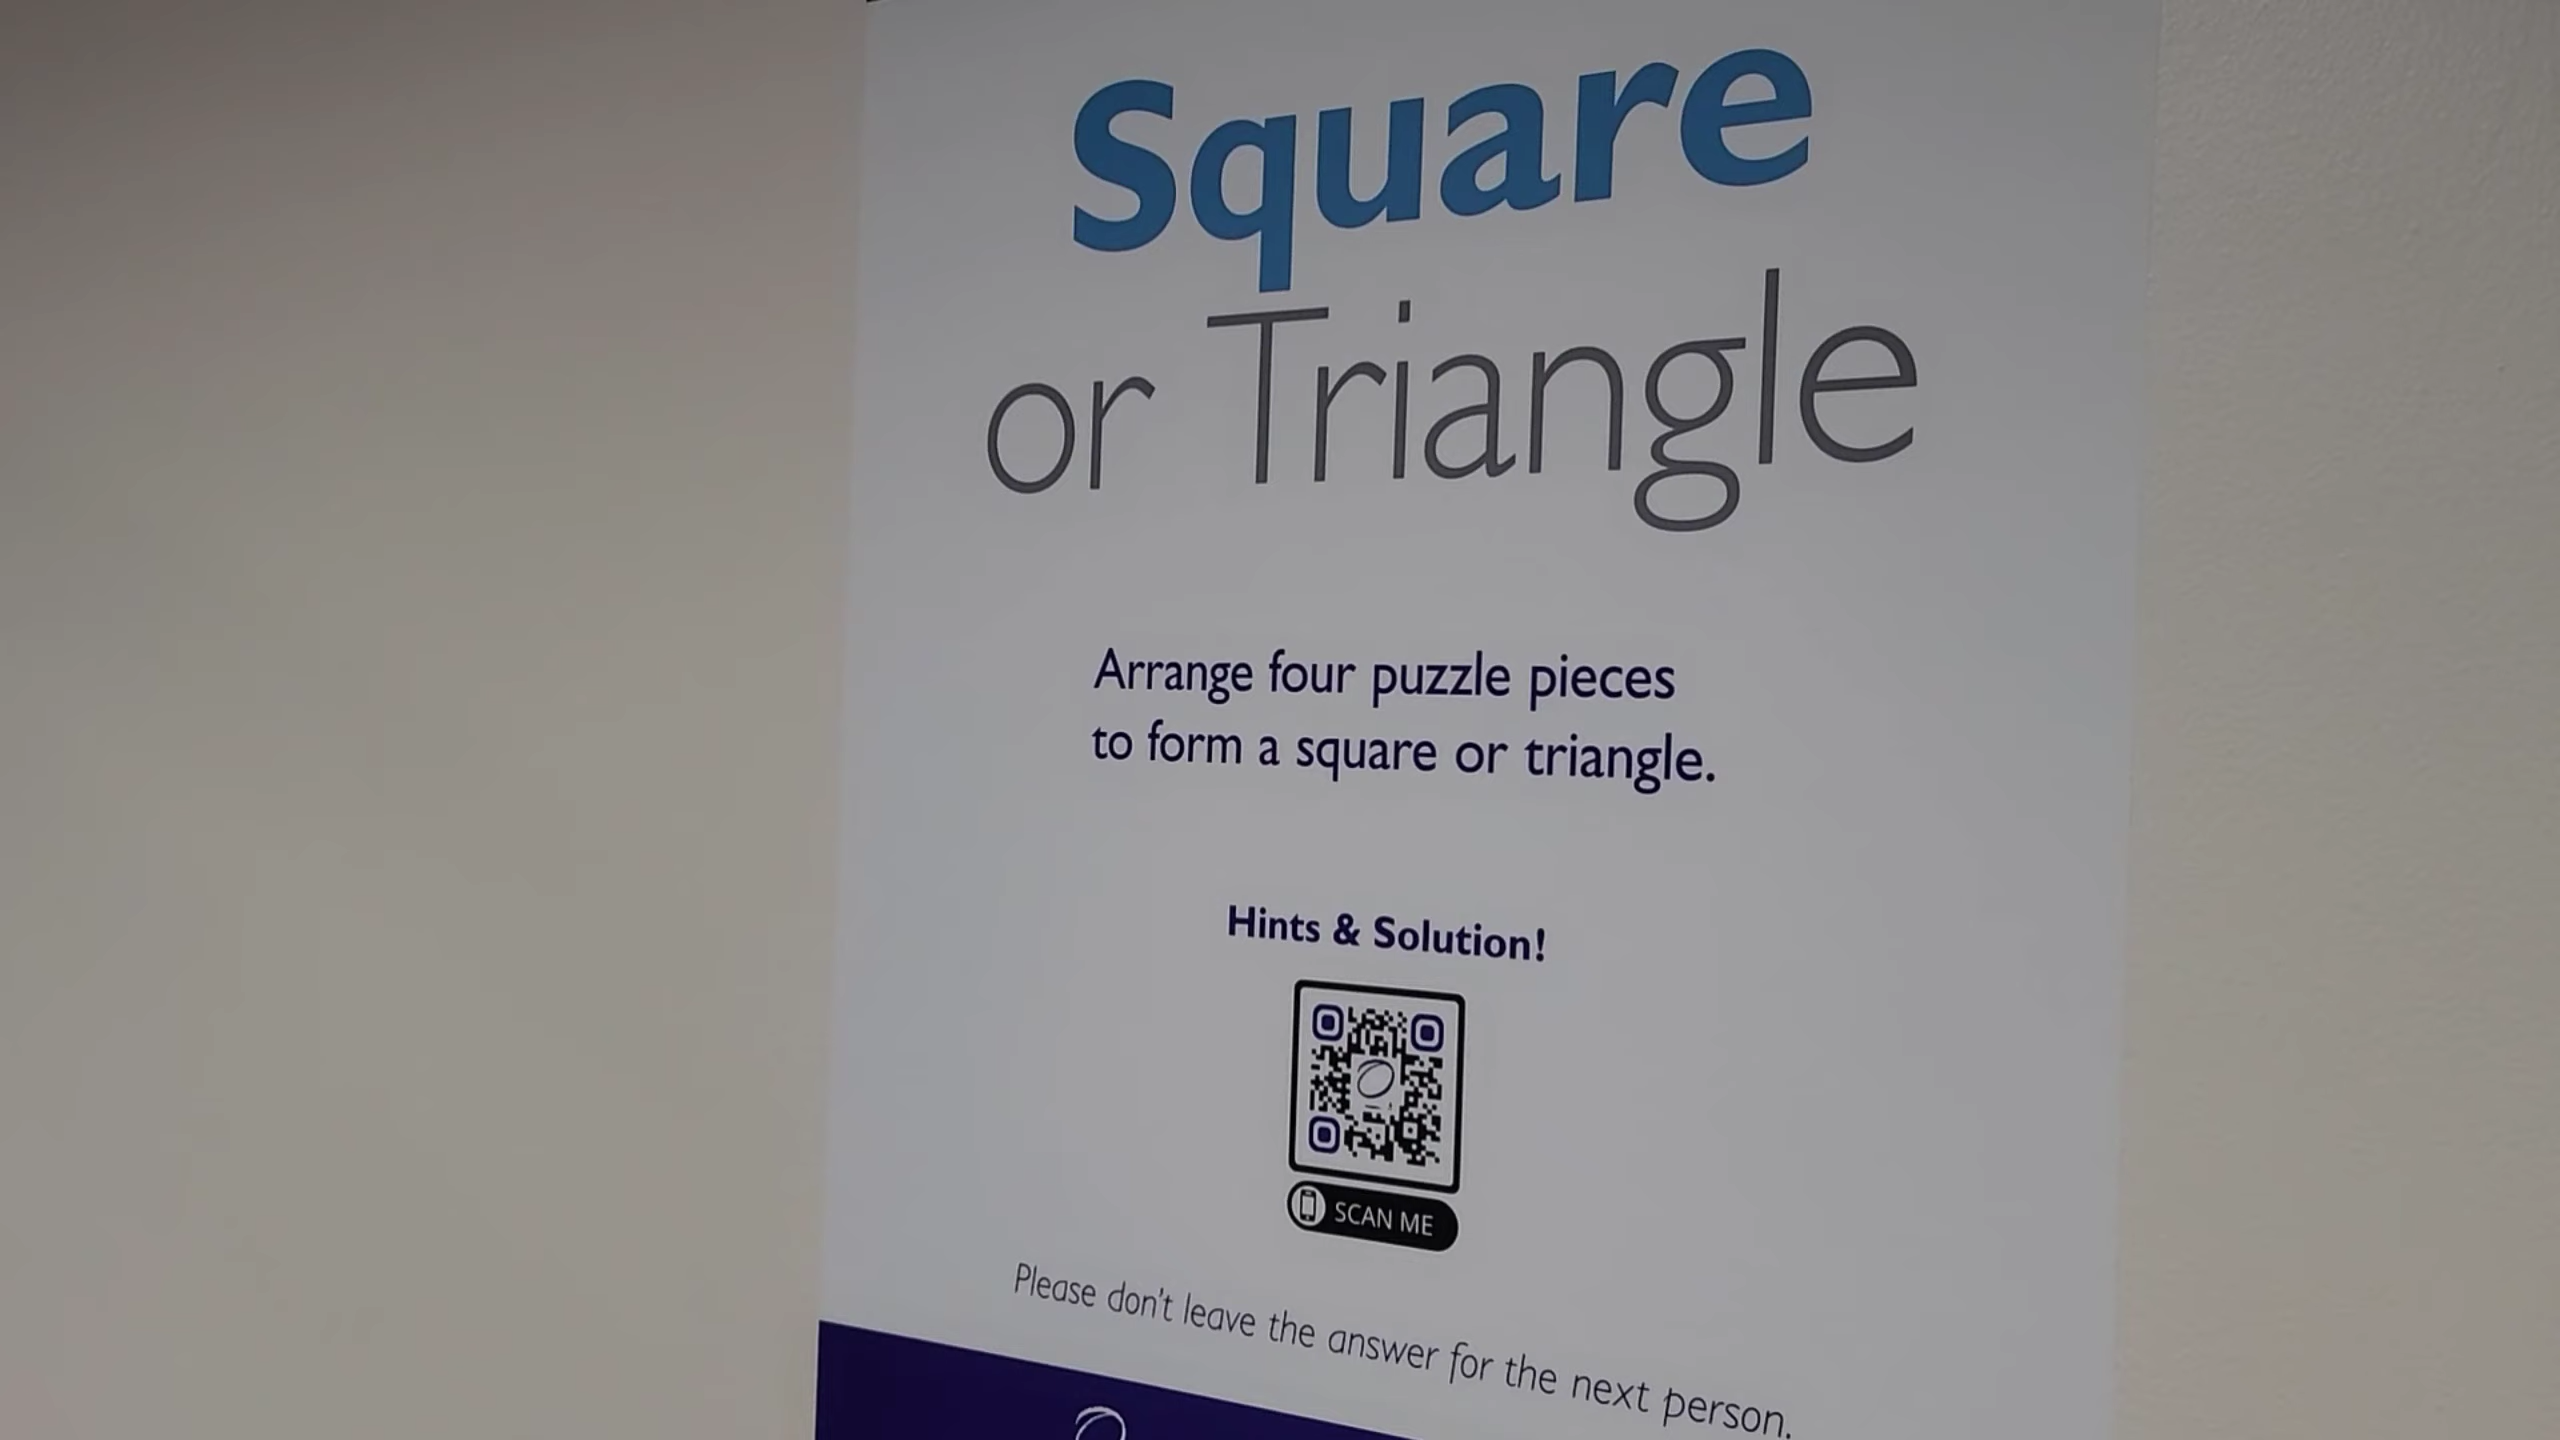 Square
or Triangle
Arrange four puzzle pieces
to form a square or triangle.
Hints & Solution!
SCAN ME
Please don't leave the answer for the next person.